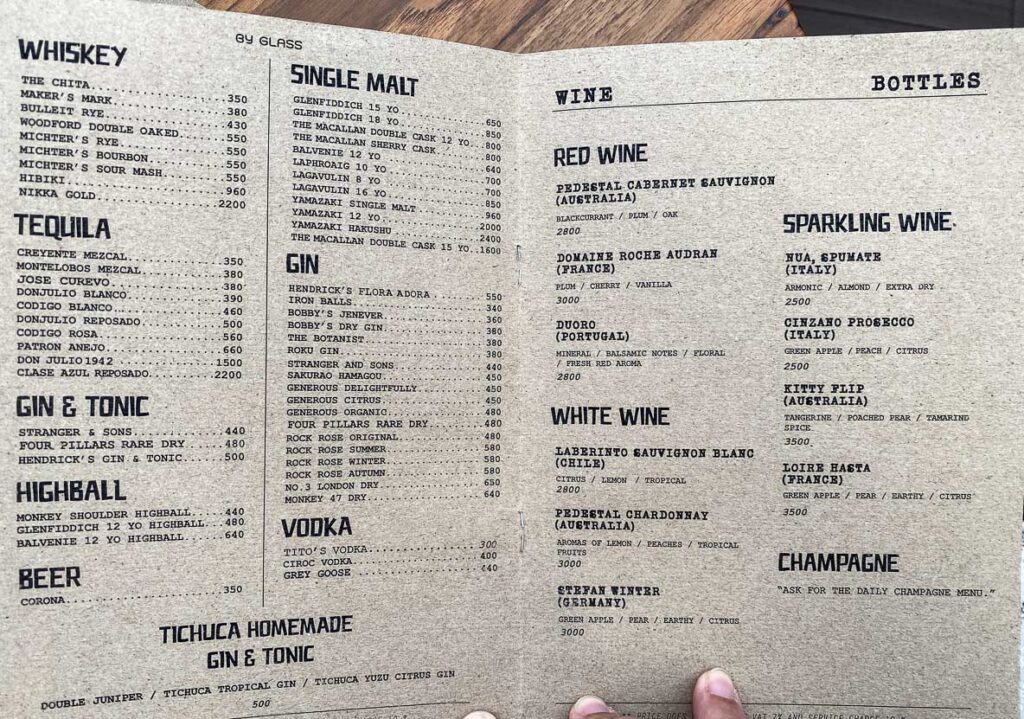 BY GLASS
WHISKEY
THE CHITA..................350
MAKER'S MARK...............380
BULLEIT RYE................430
WOODFORD DOUBLE OAKED......550
MICHTER'S RYE..............550
MICHTER'S BOURBON..........550
MICHTER'S SOUR MASH........550
HIBIKI.....................960
NIKKA GOLD................2200
TEQUILA
CREYENTE MEZCAL............350
MONTELOBOS MEZCAL..........380
JOSE CUREVO................380
DONJULIO BLANCO............390
CODIGO BLANCO..............460
DONJULIO REPOSADO..........500
CODIGO ROSA................560
PATRON ANEJO...............660
DON JULIO 1942............1500
CLASE AZUL REPOSADO.......2200
GIN & TONIC
STRANGER & SONS............440
FOUR PILLARS RARE DRY......480
HENDRICK'S GIN & TONIC.....500
HIGHBALL
MONKEY SHOULDER HIGHBALL...440
GLENFIDDICH 12 YO HIGHBALL...480
BALVENIE 12 YO HIGHBALL....640
BEER
CORONA.....................350
SINGLE MALT
GLENFIDDICH 15 YO..........650
GLENFIDDICH 18 YO..........850
THE MACALLAN DOUBLE CASK 12 YO...800
THE MACALLAN SHERRY CASK...800
BALVENIE 12 YO.............640
LAPHROAIG 10 YO............700
LAGAVULIN 8 YO.............700
LAGAVULIN 16 YO............850
YAMAZAKI SINGLE MALT.......960
YAMAZAKI 12 YO............2000
YAMAZAKI HAKUSHU..........2400
THE MACALLAN DOUBLE CASK 15 YO..1600
GIN
HENDRICK'S FLORA ADORA.....550
IRON BALLS.................340
BOBBY'S JENEVER............360
BOBBY'S DRY GIN............380
THE BOTANIST...............380
ROKU GIN...................380
STRANGER AND SONS..........440
SAKURAO HAMAGOU............450
GENEROUS DELIGHTFULLY......450
GENEROUS CITRUS............450
GENEROUS ORGANIC...........480
FOUR PILLARS RARE DRY......480
ROCK ROSE ORIGINAL.........480
ROCK ROSE SUMMER...........580
ROCK ROSE WINTER...........580
ROCK ROSE AUTUMN...........580
NO.3 LONDON DRY............650
MONKEY 47 DRY..............640
VODKA
TITO'S VODKA...............300
CIROC VODKA................400
GREY GOOSE
TICHUCA HOMEMADE
GIN & TONIC
DOUBLE JUNIPER / TICHUCA TROPICAL GIN / TICHUCA YUZU CITRUS GIN
500
WINE
BOTTLES
RED WINE
PEDESTAL CABERNET SAUVIGNON
(AUSTRALIA)
BLACKCURRANT / PLUM / OAK
2800
DOMAINE ROCHE AUDRAN
(FRANCE)
PLUM / CHERRY / VANILLA
3000
DUORO
(PORTUGAL)
MINERAL / BALSAMIC NOTES / FLORAL
/ FRESH RED AROMA
2800
WHITE WINE
LABERINTO SAUVIGNON BLANC
(CHILE)
CITRUS / LEMON / TROPICAL
2800
PEDESTAL CHARDONNAY
(AUSTRALIA)
AROMAS OF LEMON / PEACHES / TROPICAL
FRUITS
3000
STEFAN WINTER
(GERMANY)
GREEN APPLE / PEAR / EARTHY / CITRUS
3000
SPARKLING WINE
NUA, SPUMATE
(ITALY)
ARMONIC / ALMOND / EXTRA DRY
2500
CINZANO PROSECCO
(ITALY)
GREEN APPLE / PEACH / CITRUS
2500
KITTY FLIP
(AUSTRALIA)
TANGERINE / POACHED PEAR / TAMARIND
SPICE
3500
LOIRE HASTA
(FRANCE)
GREEN APPLE / PEAR / EARTHY / CITRUS
3500
CHAMPAGNE
"ASK FOR THE DAILY CHAMPAGNE MENU."
** PRICE DOES VAT 7% AND SERVICE CHARGE